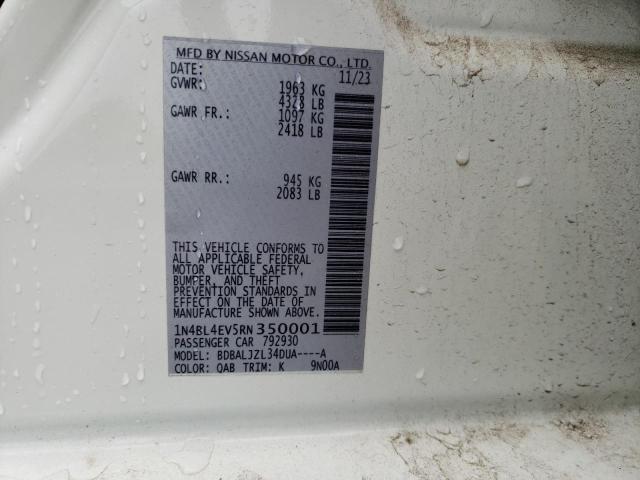 MFD BY NISSAN MOTOR CO., LTD.
DATE: 11/23
GVWR: 1963 KG
4328 LB
GAWR FR.: 1097 KG
2418 LB
GAWR RR.: 945 KG
2083 LB
THIS VEHICLE CONFORMS TO
ALL APPLICABLE FEDERAL
MOTOR VEHICLE SAFETY,
BUMPER, AND THEFT
PREVENTION STANDARDS IN
EFFECT ON THE DATE OF
MANUFACTURE SHOWN ABOVE.
1N4BL4EV5RN350001
PASSENGER CAR 792930
MODEL: BDBALJZL34DUA----A
COLOR: QAB TRIM: K 9N00A